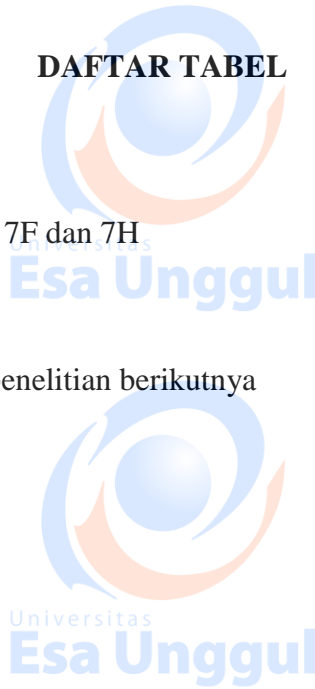 DAFTAR TABEL
7F dan 7H
Universitas
Esa Unggul
enelitian berikutnya
Universitas
Esa Unggul